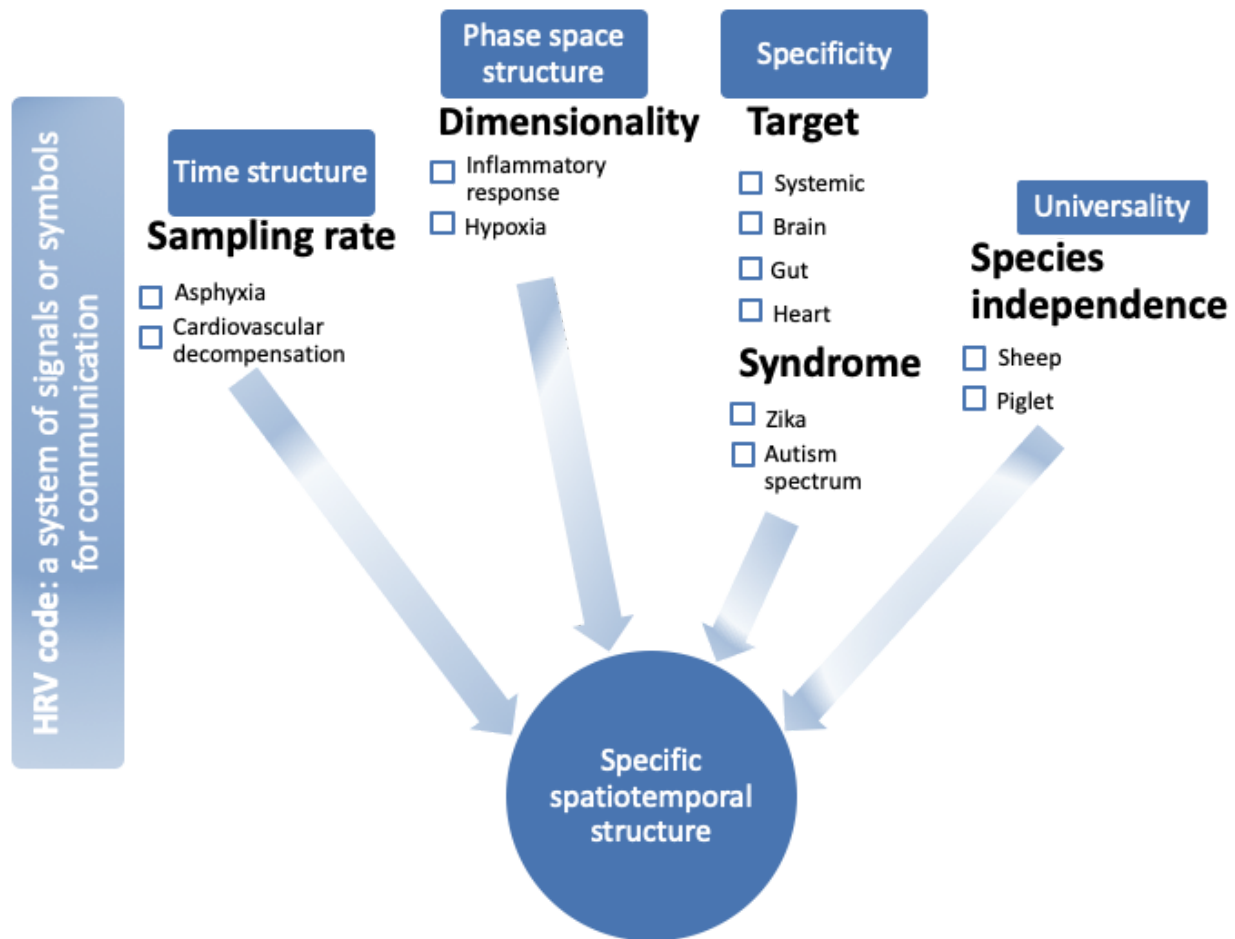 HRV code: a system of signals or symbols
for communication
Time structure
Sampling rate
Asphyxia
Cardiovascular
decompensation
Phase space
structure
Dimensionality
Inflammatory
response
Hypoxia
Specificity
Target
Systemic
Brain
Gut
Heart
Syndrome
Zika
Autism
spectrum
Universality
Species
independence
Sheep
Piglet
Specific
spatiotemporal
structure